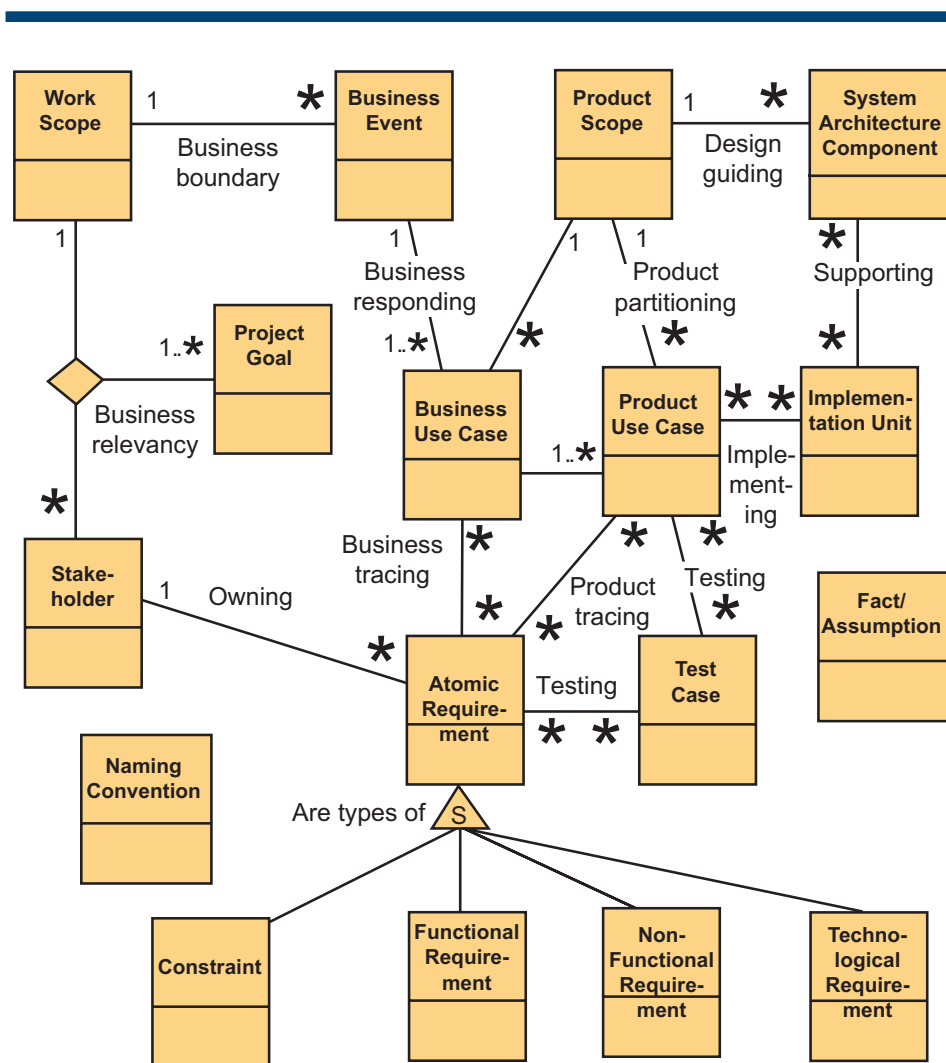 Work
Scope
1
*
Business
Event
Business
boundary
Product
Scope
1
*
System
Architecture
Component
Design
guiding
1
1
Business
responding
1..*
1
*
1
Product
partitioning
*
*
Supporting
*
1..*
Project
Goal
Business
relevancy
*
Business
Use Case
1..*
Product
Use Case
*
*
Implemen-
tation Unit
Imple-
ment-
ing
Stake-
holder
1
Owning
*
Business
tracing
*
*
*
Product
tracing
*
*
Testing
*
Fact/
Assumption
Atomic
Require-
ment
Testing
*
*
Test
Case
Naming
Convention
Are types of
S
Constraint
Functional
Require-
ment
Non-
Functional
Require-
ment
Techno-
logical
Require-
ment